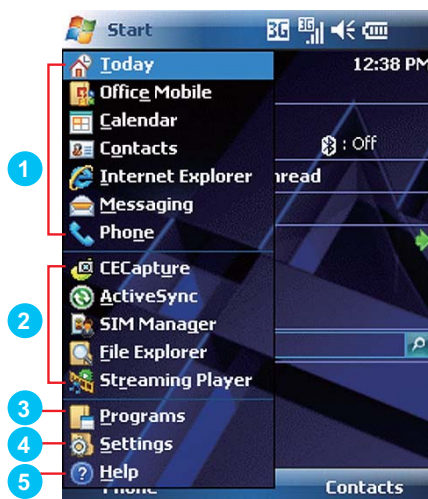 Start 3G 3G
1 Today 12:38 PM
Office Mobile
Calendar
Contacts : Off
Internet Explorer nread
Messaging
Phone
2 CECapture
ActiveSync
SIM Manager
File Explorer
Streaming Player
3 Programs
4 Settings
5 Help ?
Phone Contacts